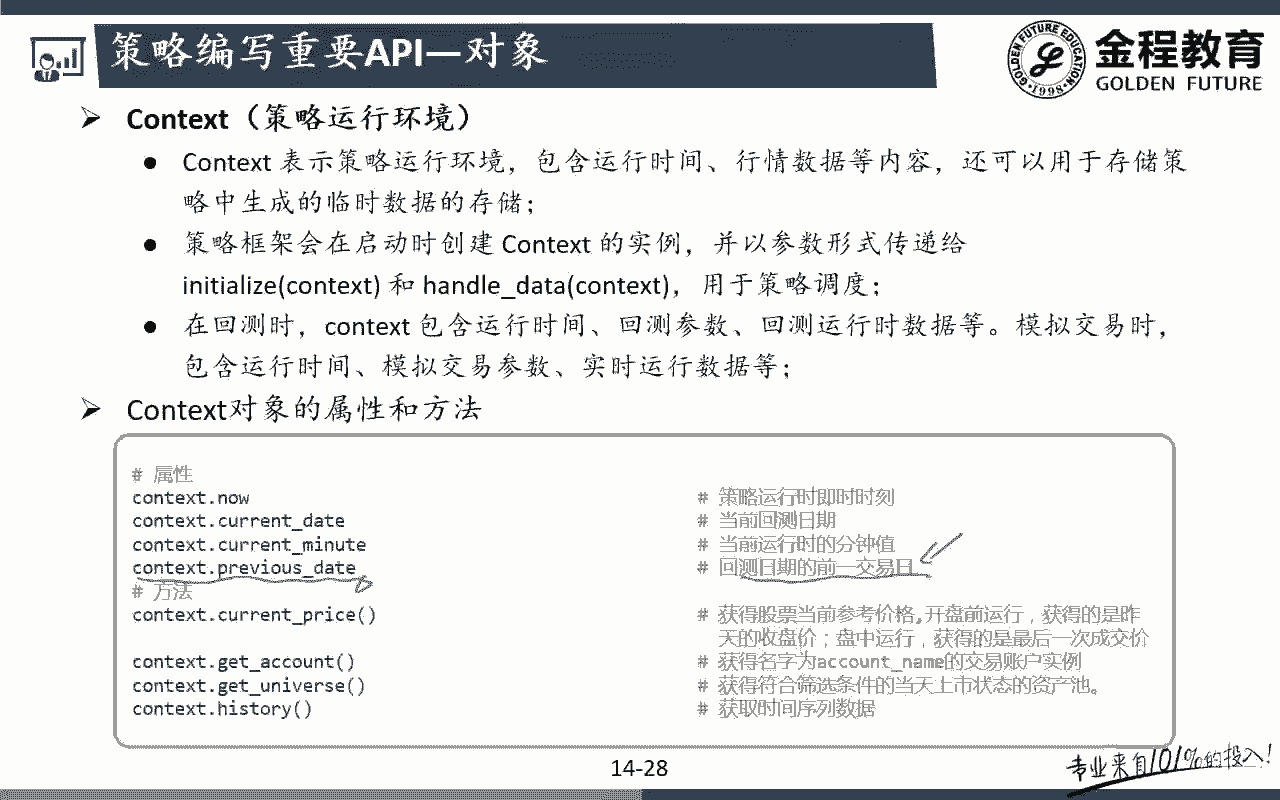 策略编写重要API—对象
GOLDEN FUTURE EDUCATION
·1998·
金程教育
GOLDEN FUTURE
➢ Context（策略运行环境）
● Context 表示策略运行环境，包含运行时间、行情数据等内容，还可以用于存储策
略中生成的临时数据的存储；
● 策略框架会在启动时创建 Context 的实例，并以参数形式传递给
initialize(context) 和 handle_data(context)，用于策略调度；
● 在回测时，context 包含运行时间、回测参数、回测运行时数据等。模拟交易时，
包含运行时间、模拟交易参数、实时运行数据等；
➢ Context对象的属性和方法
# 属性
context.now # 策略运行时即时时刻
context.current_date # 当前回测日期
context.current_minute # 当前运行时的分钟值
context.previous_date # 回测日期的前一交易日
# 方法
context.current_price() # 获得股票当前参考价格,开盘前运行，获得的是昨
天的收盘价；盘中运行，获得的是最后一次成交价
context.get_account() # 获得名字为account_name的交易账户实例
context.get_universe() # 获得符合筛选条件的当天上市状态的资产池。
context.history() # 获取时间序列数据
14-28
专业来自101%的投入!